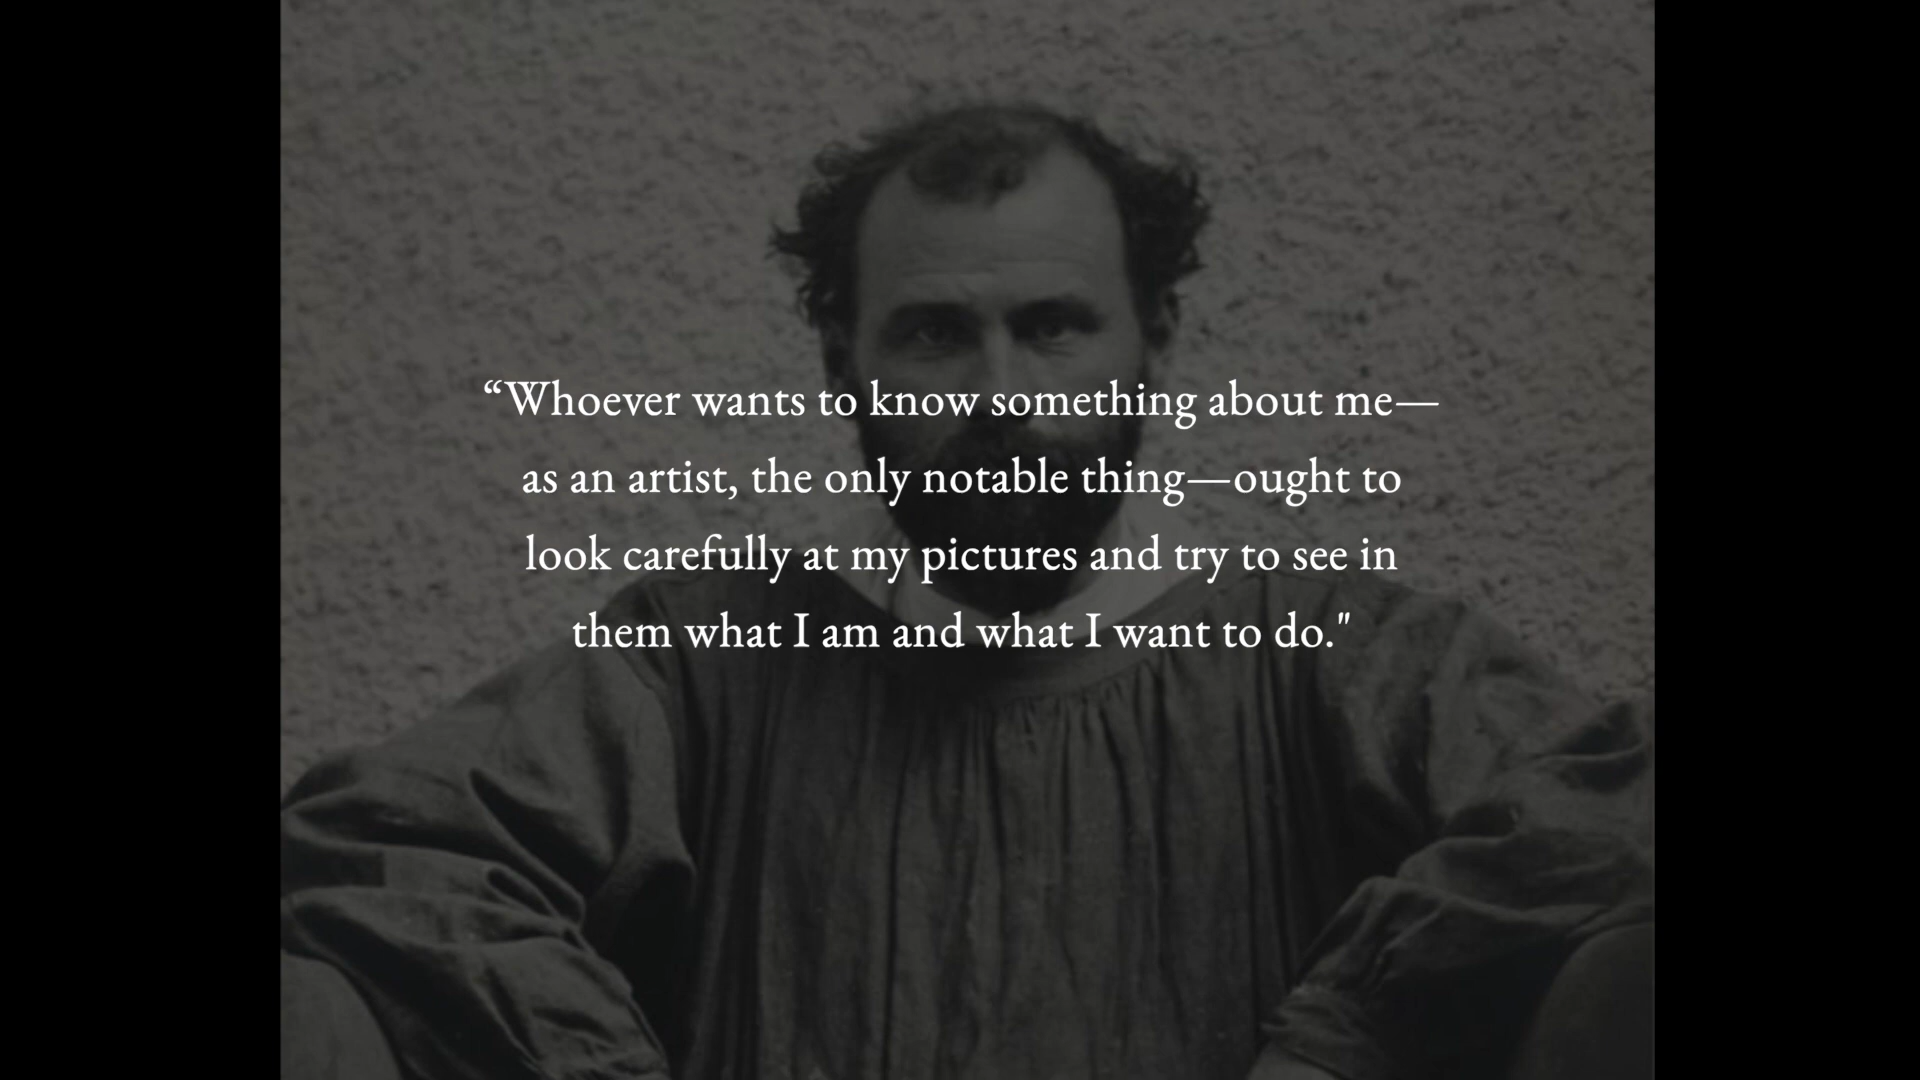 “Whoever wants to know something about me—
as an artist, the only notable thing—ought to
look carefully at my pictures and try to see in
them what I am and what I want to do."